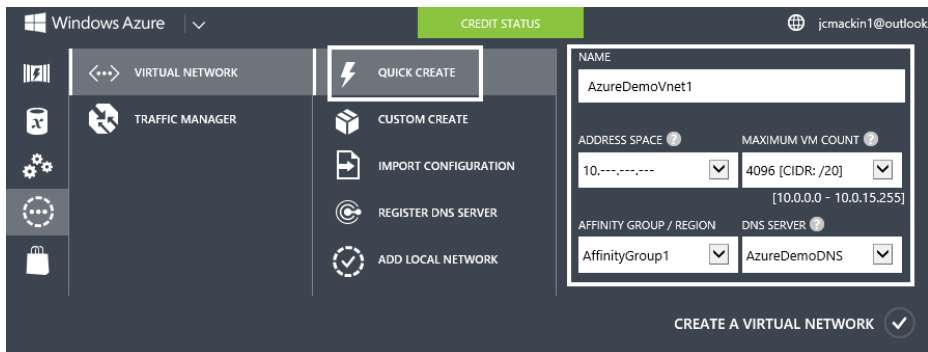 Windows Azure
CREDIT STATUS
jcmackin1@outlook
VIRTUAL NETWORK
TRAFFIC MANAGER
QUICK CREATE
CUSTOM CREATE
IMPORT CONFIGURATION
REGISTER DNS SERVER
ADD LOCAL NETWORK
NAME
AzureDemoVnet1
ADDRESS SPACE ?
MAXIMUM VM COUNT ?
10.---.---.---
4096 [CIDR: /20]
[10.0.0.0 - 10.0.15.255]
AFFINITY GROUP / REGION
DNS SERVER ?
AffinityGroup1
AzureDemoDNS
CREATE A VIRTUAL NETWORK